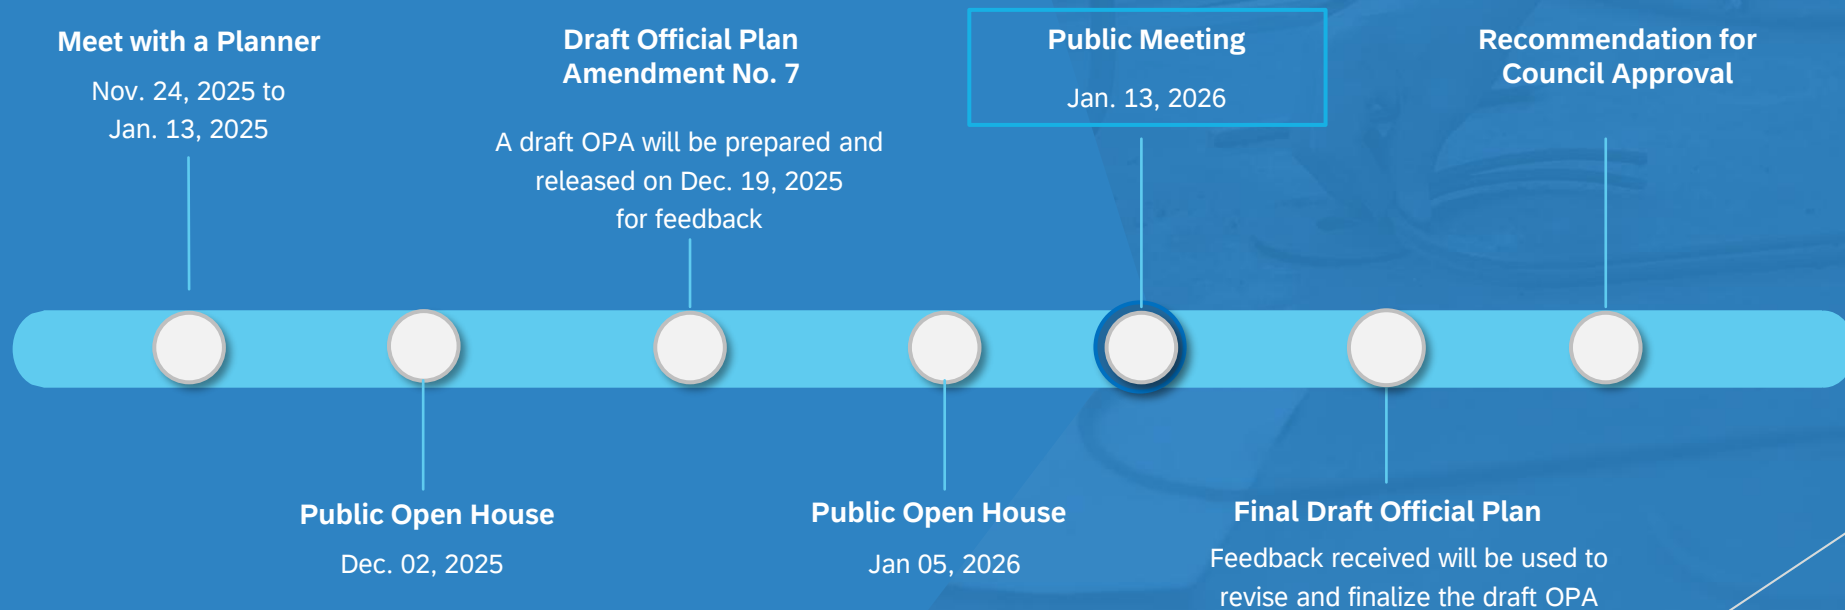 Meet with a Planner
Nov. 24, 2025 to
Jan. 13, 2025
Public Open House
Dec. 02, 2025
Draft Official Plan
Amendment No. 7
A draft OPA will be prepared and
released on Dec. 19, 2025
for feedback
Public Open House
Jan 05, 2026
Public Meeting
Jan. 13, 2026
Final Draft Official Plan
Feedback received will be used to
revise and finalize the draft OPA
Recommendation for
Council Approval